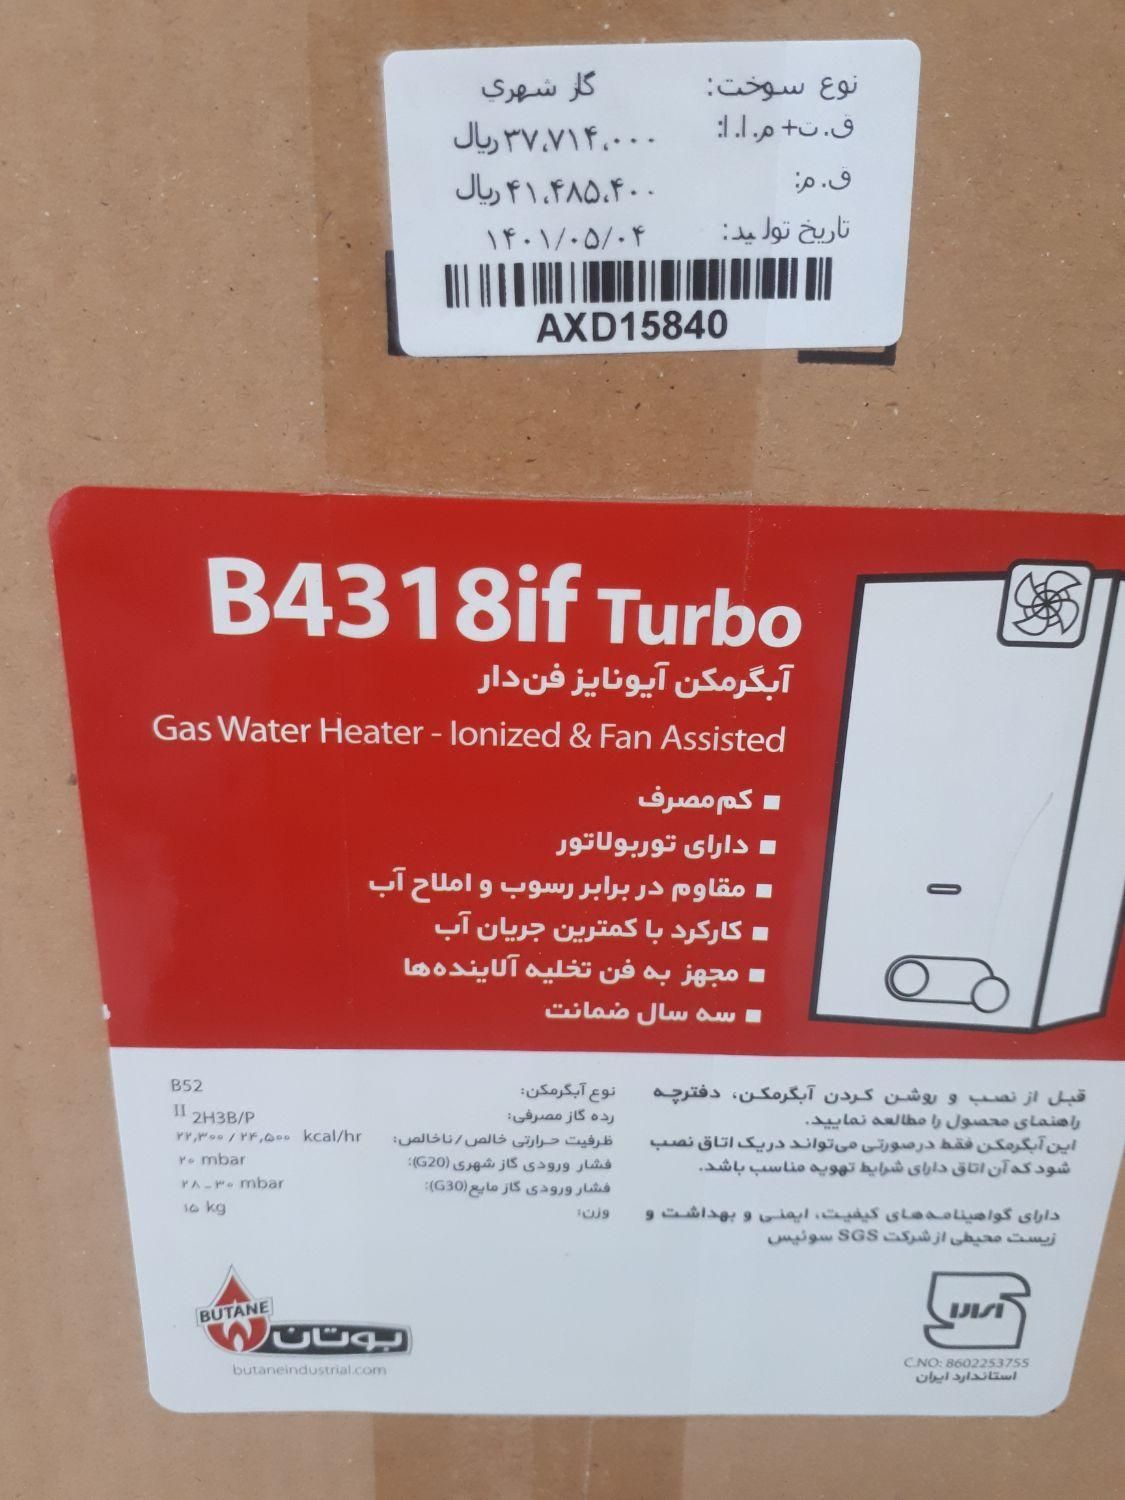 نوع سوخت: گاز شهري
ق.ت+م.ا.ا: ۳۷,۷۱۴,۰۰۰ ریال
ق.م: ۴۱,۴۸۵,۴۰۰ ریال
تاریخ تولید: ۱۴۰۱/۰۵/۰۴
AXD15840
B4318if Turbo
آبگرمکن آیونایز فن‌دار
Gas Water Heater - Ionized & Fan Assisted
■ کم‌مصرف
■ دارای توربولاتور
■ مقاوم در برابر رسوب و املاح آب
■ کارکرد با کمترین جریان آب
■ مجهز به فن تخلیه آلاینده‌ها
■ سه سال ضمانت
قبل از نصب و روشن کردن آبگرمکن، دفترچه
راهنمای محصول را مطالعه نمایید.
این آبگرمکن فقط درصورتی می‌تواند در یک اتاق نصب
شود که آن اتاق دارای شرایط تهویه مناسب باشد.
دارای گواهینامه‌های کیفیت، ایمنی و بهداشت و
زیست محیطی از شرکت SGS سوئیس
نوع آبگرمکن: B52
رده گاز مصرفی: II 2H3B/P
ظرفیت حرارتی خالص/ناخالص: ۲۲,۳۰۰ / ۲۴,۵۰۰ kcal/hr
فشار ورودی گاز شهری (G20): ۲۰ mbar
فشار ورودی گاز مایع(G30): ۲۸ - ۳۰ mbar
وزن: ۱۵ kg
BUTANE
بوتان
butaneindustrial.com
C.NO: 8602253755
استاندارد ایران